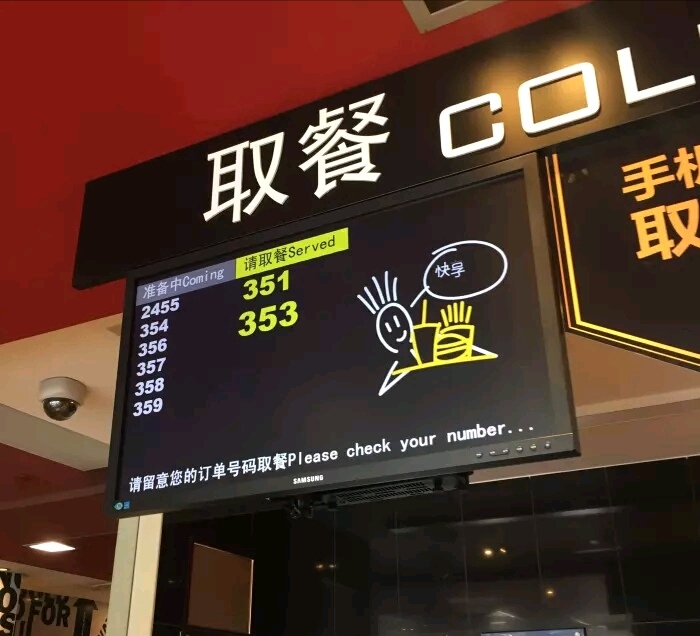 取餐 COL
手机
取
准备中Coming 请取餐Served
2455 351
354 353
356
357
358
359
快享
请留意您的订单号码取餐Please check your number...
SAMSUNG
FOR